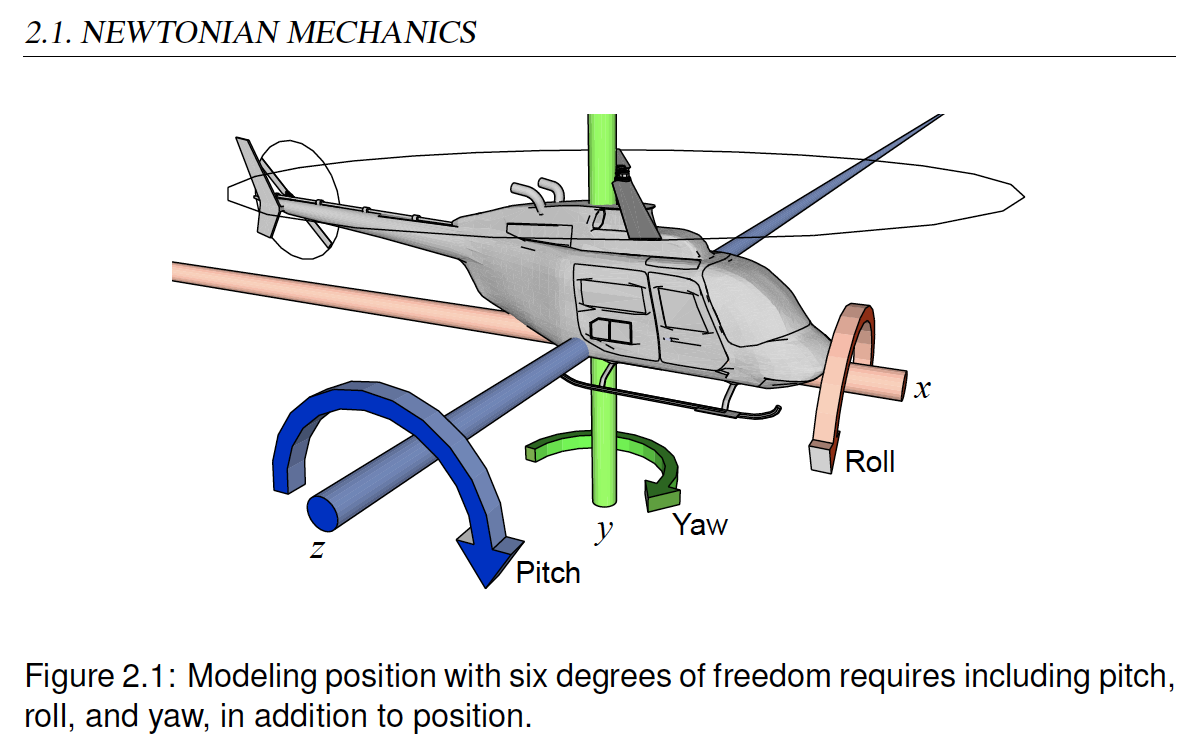 2.1. NEWTONIAN MECHANICS
x
Roll
y
Yaw
z
Pitch
Figure 2.1: Modeling position with six degrees of freedom requires including pitch,
roll, and yaw, in addition to position.